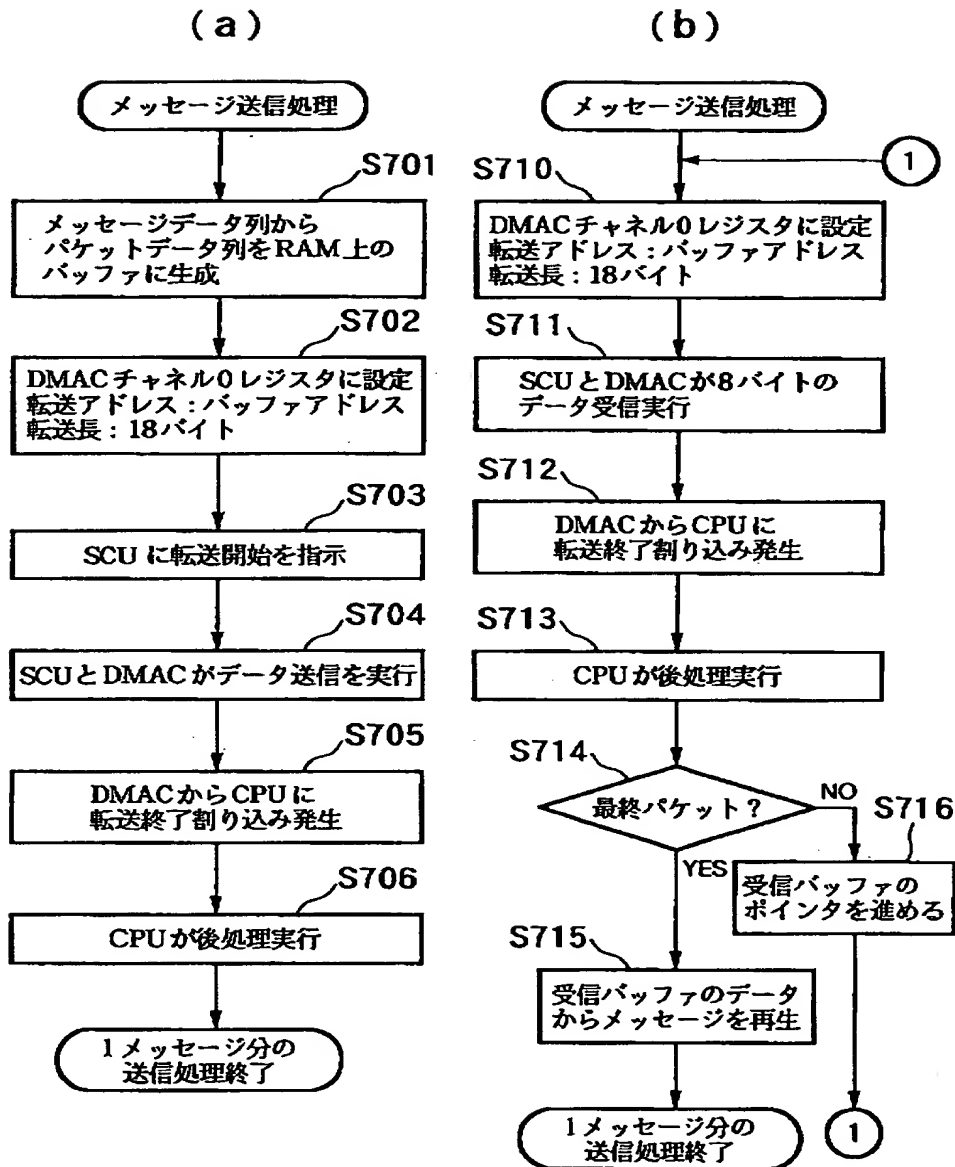 (a)
メッセージ送信処理
S701
メッセージデータ列から
パケットデータ列をRAM上の
バッファに生成
S702
DMACチャネル0レジスタに設定
転送アドレス:バッファアドレス
転送長:18バイト
S703
SCUに転送開始を指示
S704
SCUとDMACがデータ送信を実行
S705
DMACからCPUに
転送終了割り込み発生
S706
CPUが後処理実行
1メッセージ分の
送信処理終了
(b)
メッセージ送信処理
1
S710
DMACチャネル0レジスタに設定
転送アドレス:バッファアドレス
転送長:18バイト
S711
SCUとDMACが8バイトの
データ受信実行
S712
DMACからCPUに
転送終了割り込み発生
S713
CPUが後処理実行
S714
最終パケット?
NO
YES
S716
受信バッファの
ポインタを進める
S715
受信バッファのデータ
からメッセージを再生
1メッセージ分の
送信処理終了
1